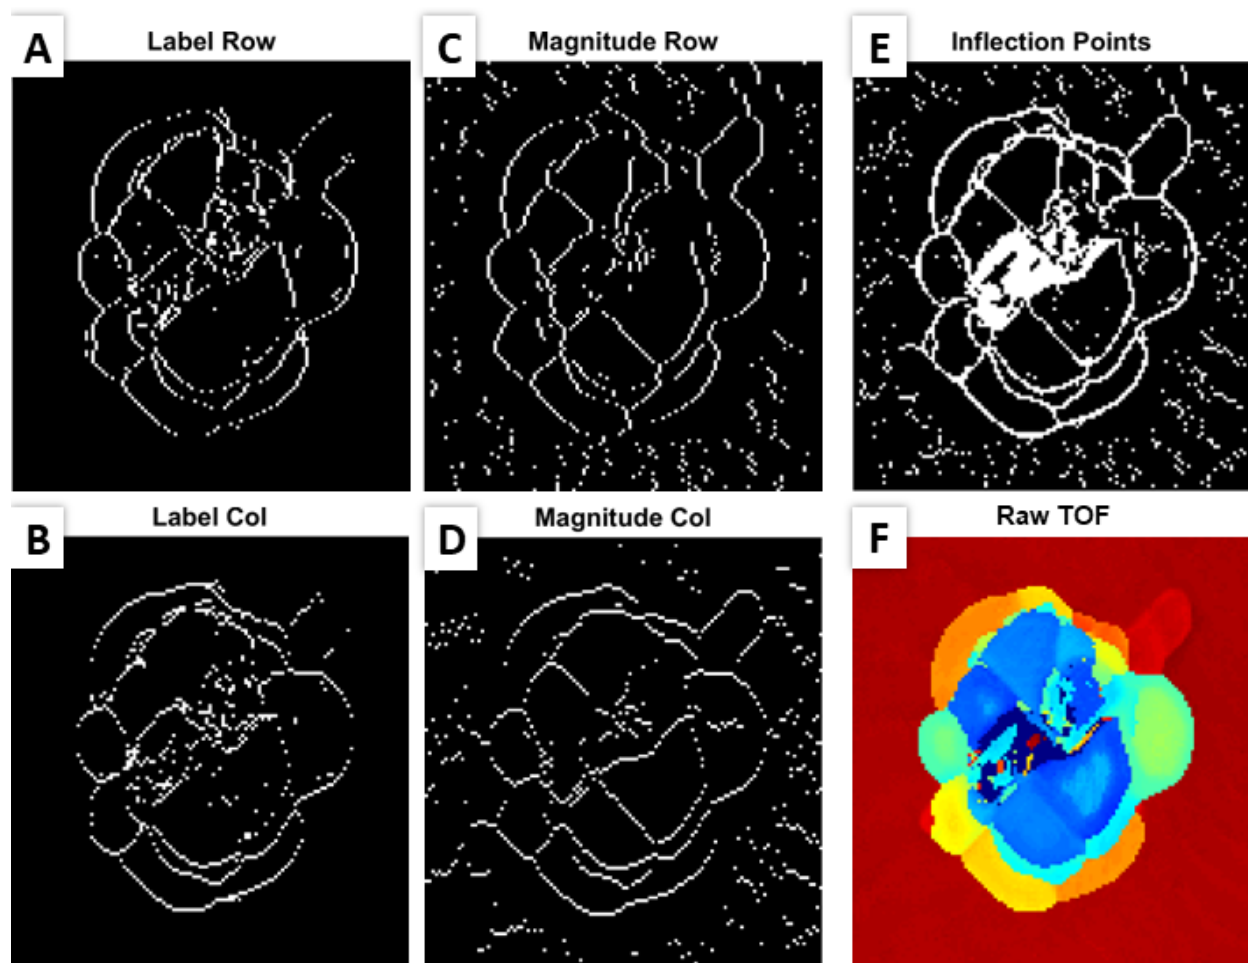 A Label Row
C Magnitude Row
E Inflection Points
B Label Col
D Magnitude Col
F Raw TOF